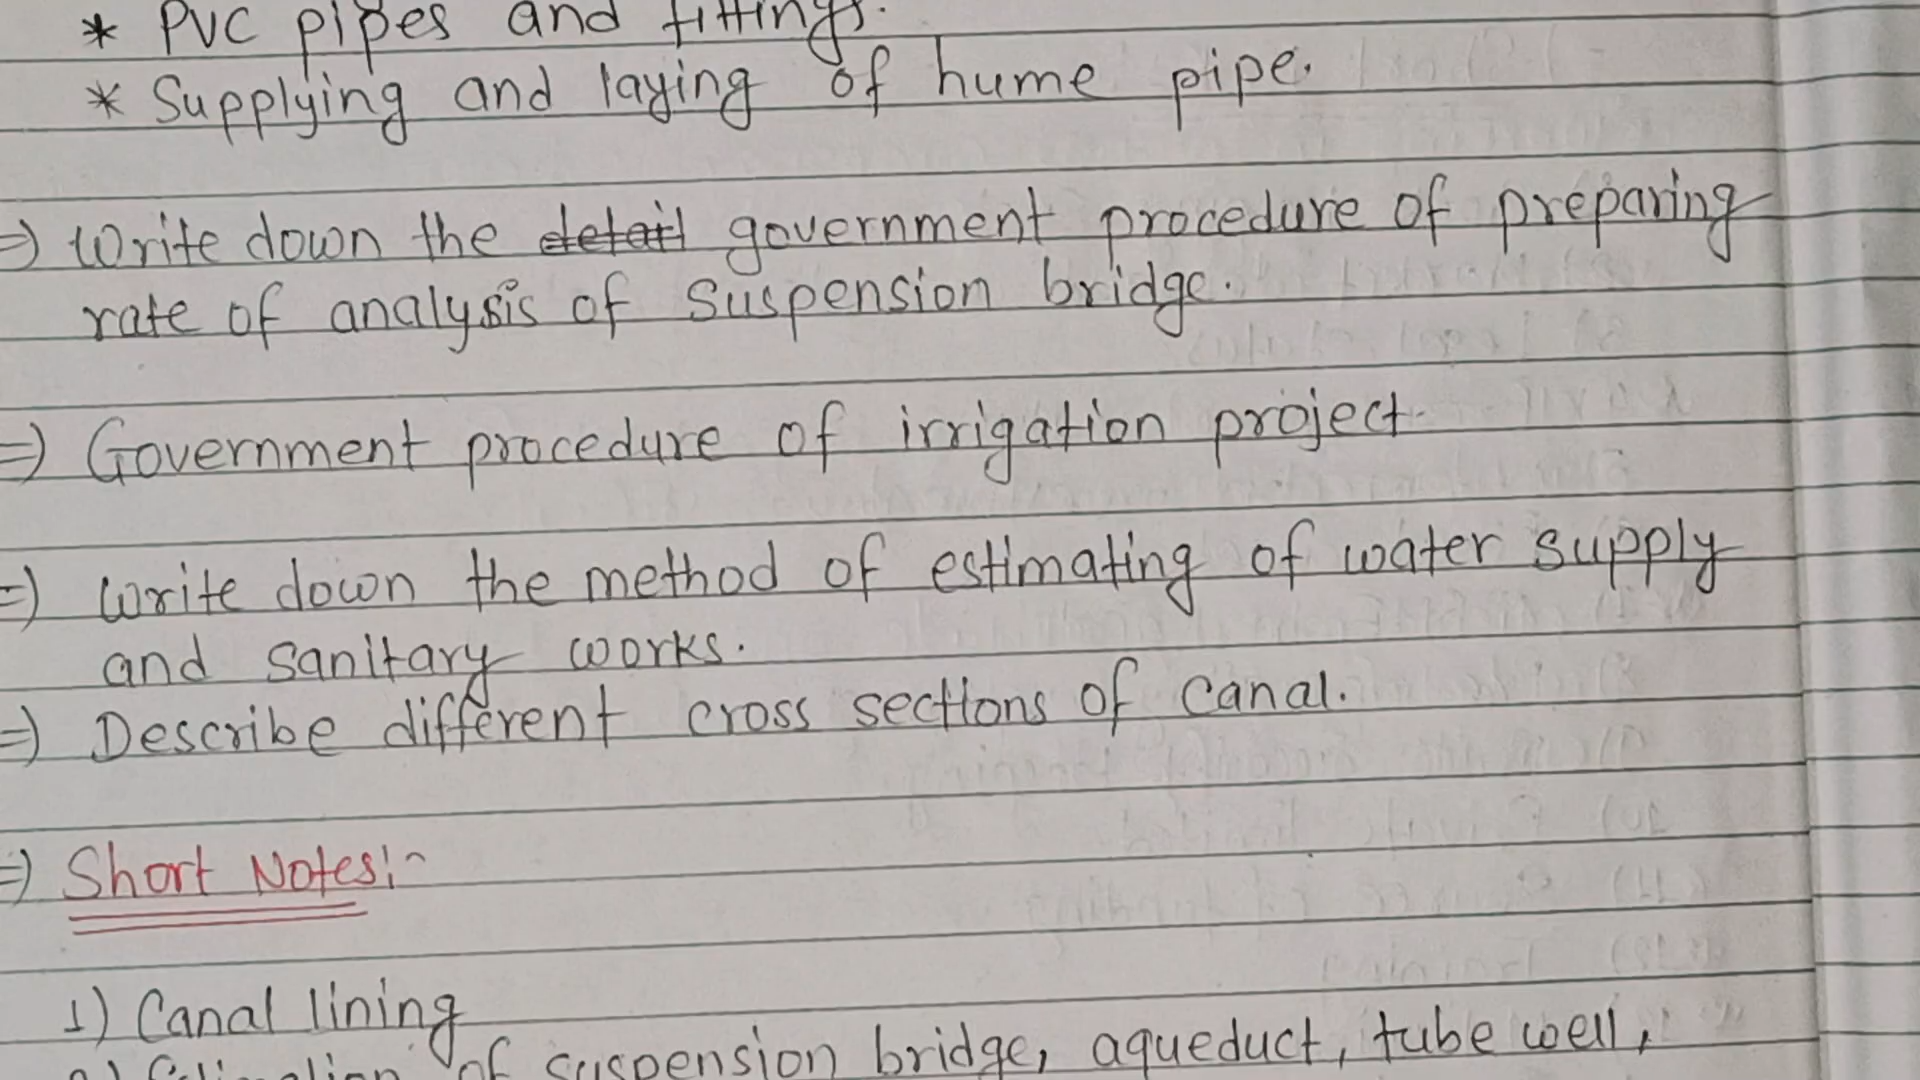 * PVC pipes and fittings.
* Supplying and laying of hume pipe.
=) Write down the detail government procedure of preparing
rate of analysis of suspension bridge.
=) Government procedure of irrigation project.
=) Write down the method of estimating of water supply
and sanitary works.
=) Describe different cross sections of canal.
=) Short Notes:-
1) Canal lining
2) Estimation of suspension bridge, aqueduct, tube well,